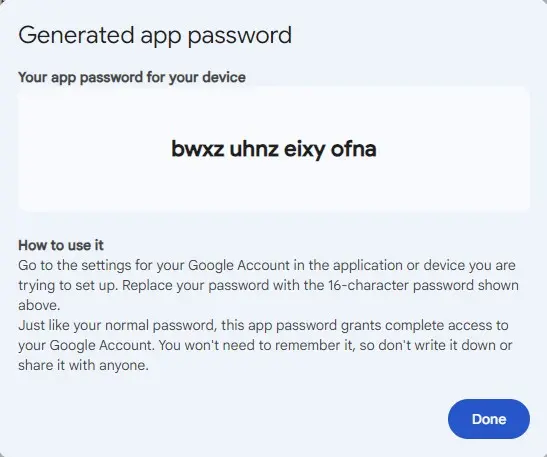 Generated app password
Your app password for your device
bwxz uhnz eixy ofna
How to use it
Go to the settings for your Google Account in the application or device you are
trying to set up. Replace your password with the 16-character password shown
above.
Just like your normal password, this app password grants complete access to
your Google Account. You won't need to remember it, so don't write it down or
share it with anyone.
Done